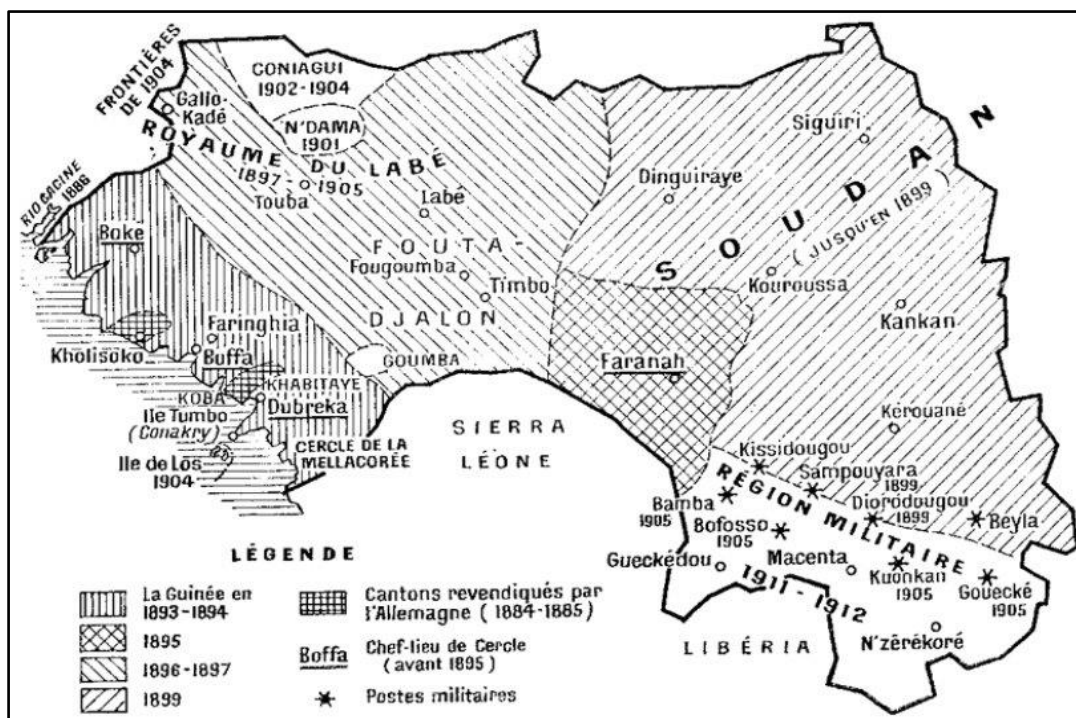 FRONTIÈRES
DE 1904
CONIAGUI
1902-1904
Gallo-
Kadé
N'DAMA
1901
ROYAUME DU LABÉ
1897-1905
Touba
Labé
RIO CACINE
1886
Boké
FOUTA-
DJALON
Fougoumba
Timbo
Siguiri
Dinguiraye
SOUDAN
(JUSQU'EN 1899)
Kouroussa
Kankan
Faringhia
Kholisoko
Boffa
GOUMBA
Faranah
KOBA
KHABITAYE
Ile Tumbo
(Conakry)
Dubreka
Ile de Los
1904
CERCLE DE LA
MELLACORÉE
SIERRA
LÉONE
Kérouané
Kissidougou
Sampouyara
1899
RÉGION MILITAIRE
Bamba
1905
Diorodougou
1899
Beyla
Bofosso
1905
Gueckédou
Macenta
Kuonkan
1905
Gouecké
1905
1911-1912
N'zérékoré
LIBÉRIA
LÉGENDE
La Guinée en
1893-1894
1895
1896-1897
1899
Cantons revendiqués par
l'Allemagne (1884-1885)
Boffa
Chef-lieu de Cercle
(avant 1895)
Postes militaires